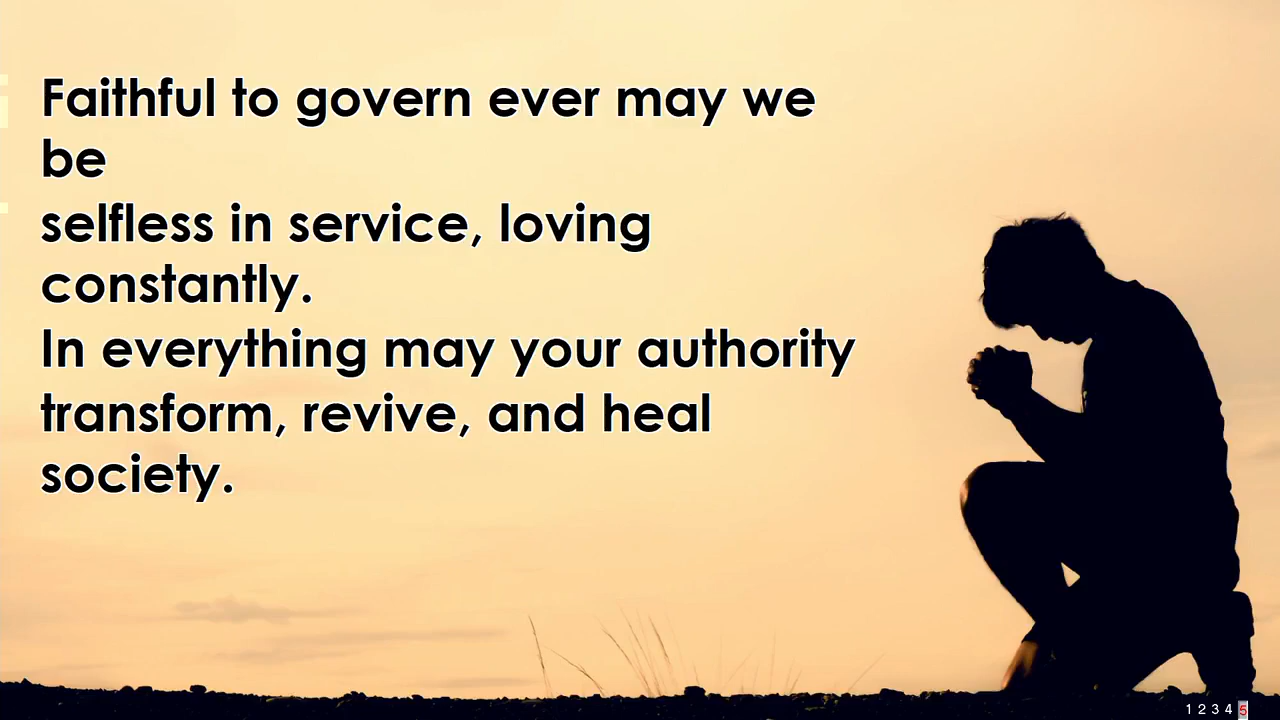 Faithful to govern ever may we
be
selfless in service, loving
constantly.
In everything may your authority
transform, revive, and heal
society.
1 2 3 4 5